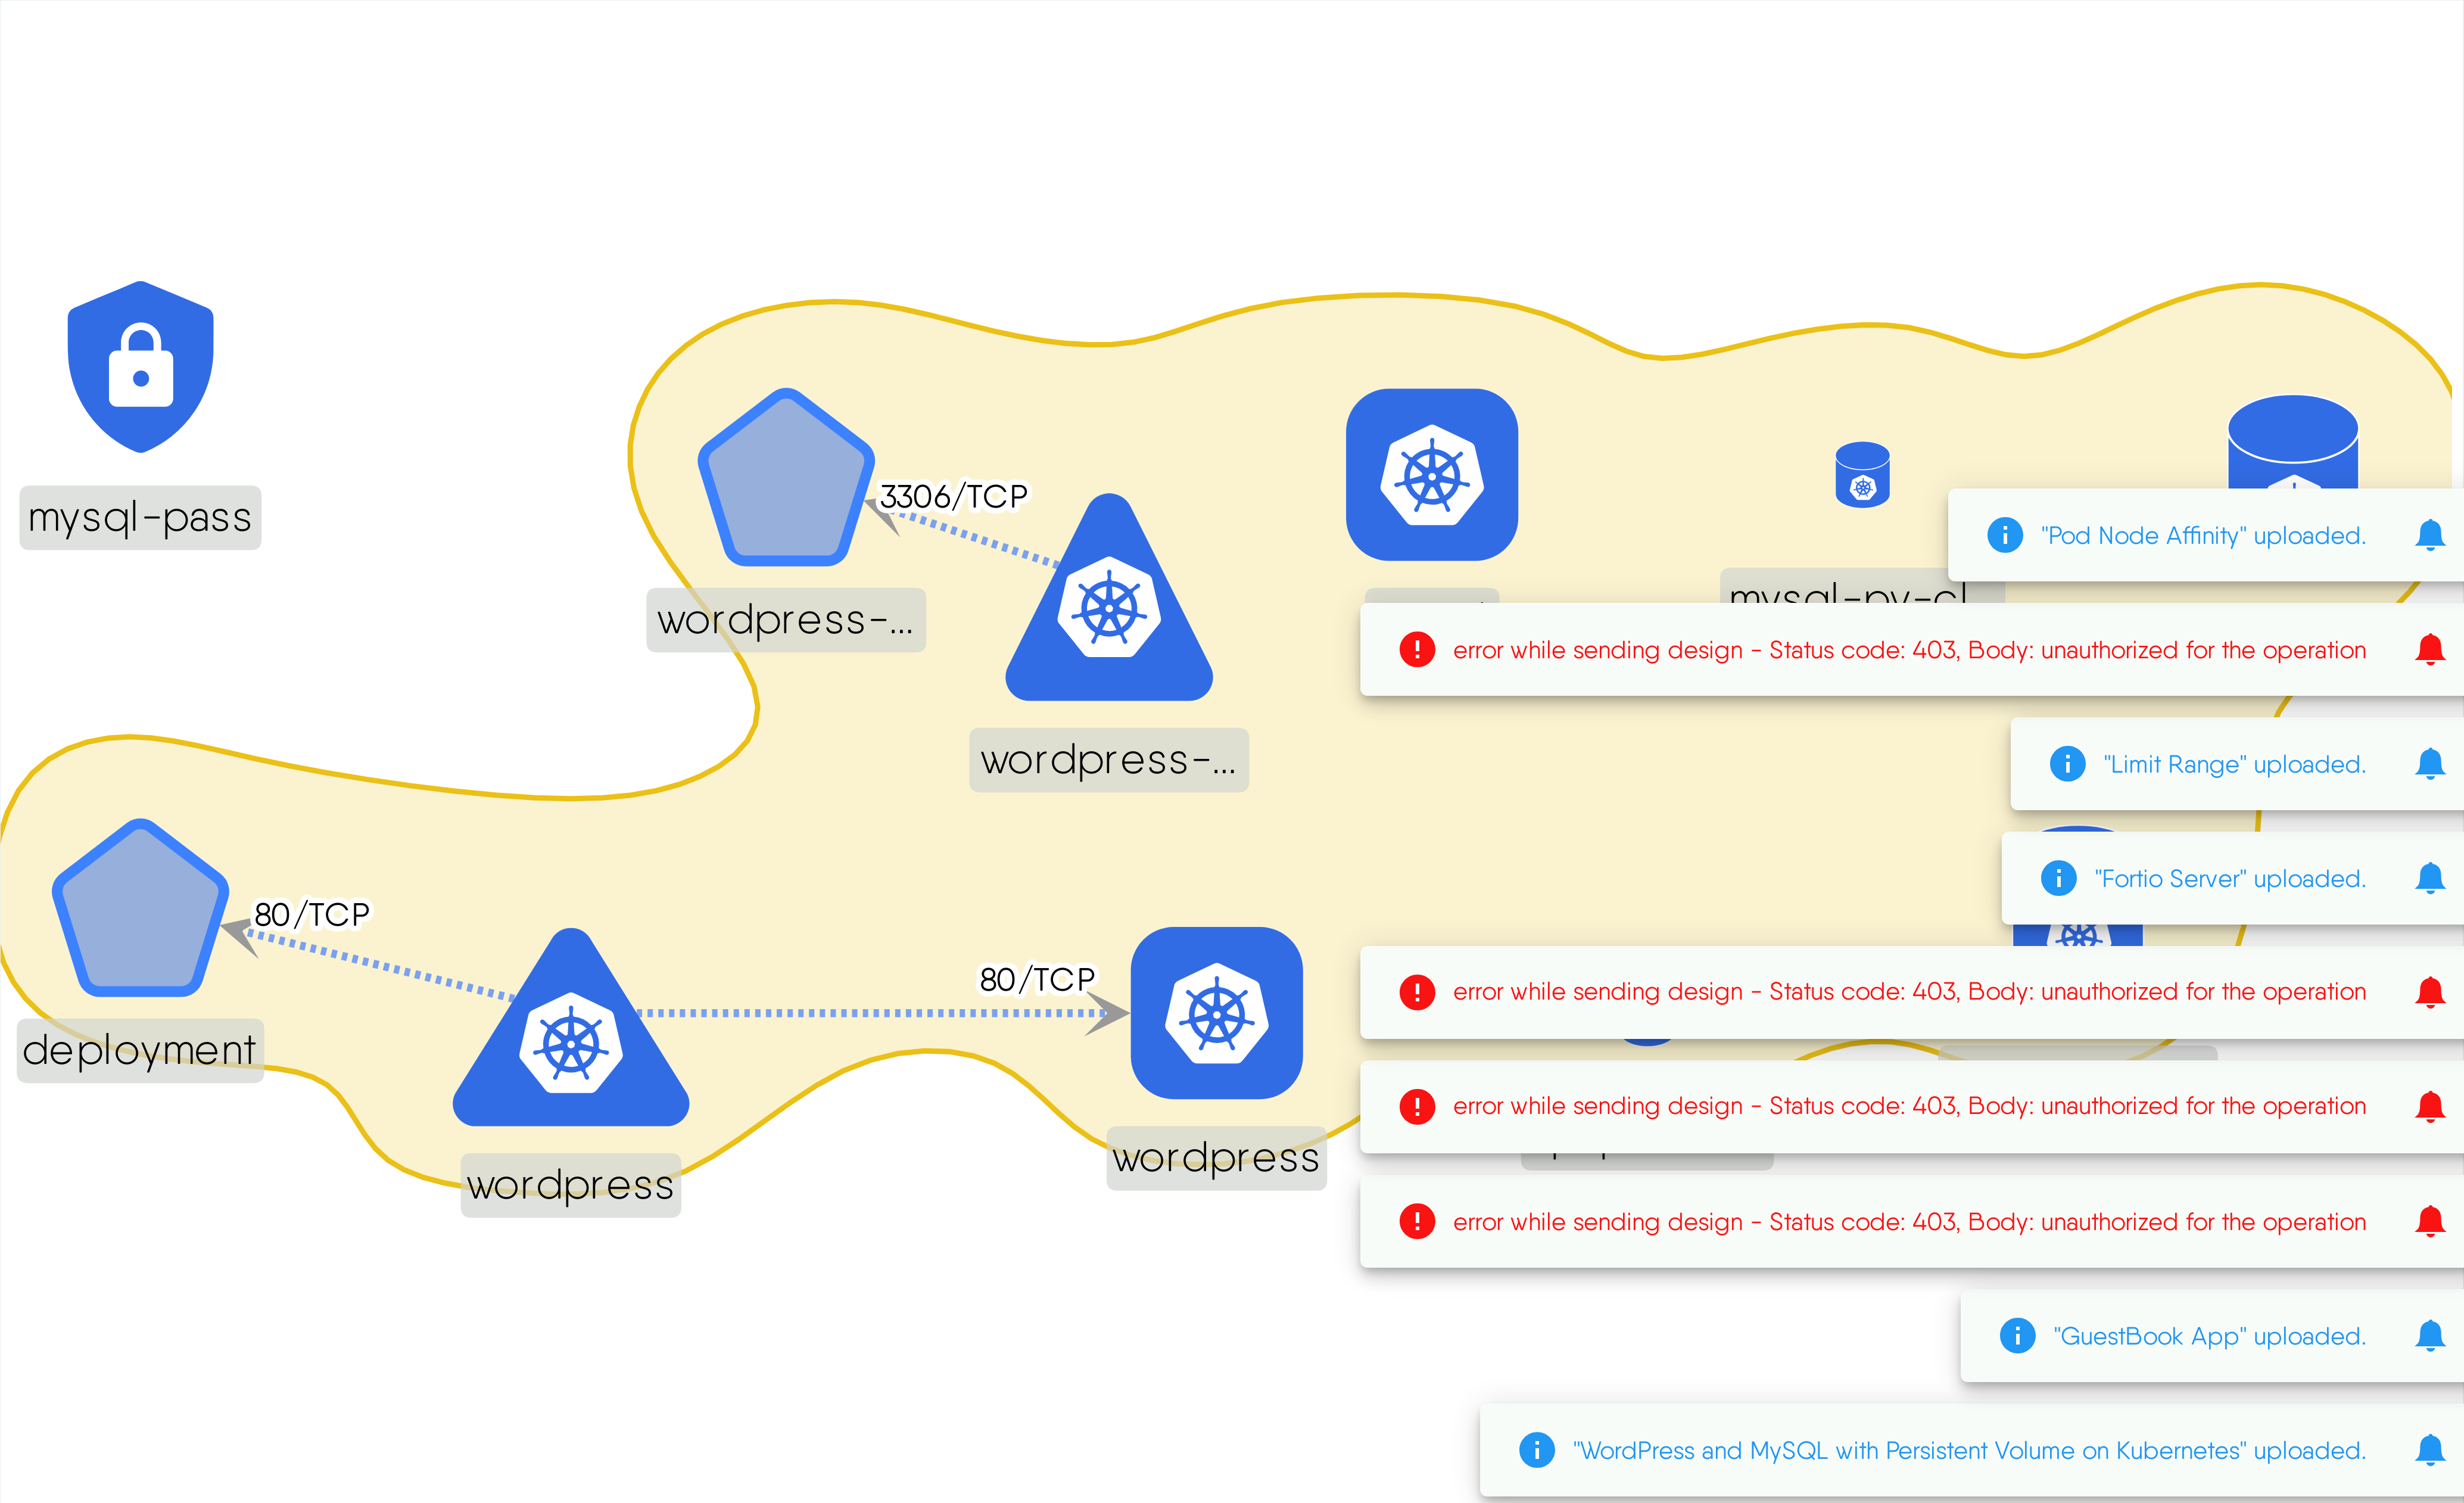 mysql-pass
3306/TCP
wordpress-...
wordpress-...
80/TCP
deployment
wordpress
80/TCP
wordpress
"Pod Node Affinity" uploaded.
error while sending design - Status code: 403, Body: unauthorized for the operation
"Limit Range" uploaded.
"Fortio Server" uploaded.
error while sending design - Status code: 403, Body: unauthorized for the operation
error while sending design - Status code: 403, Body: unauthorized for the operation
error while sending design - Status code: 403, Body: unauthorized for the operation
"GuestBook App" uploaded.
"WordPress and MySQL with Persistent Volume on Kubernetes" uploaded.